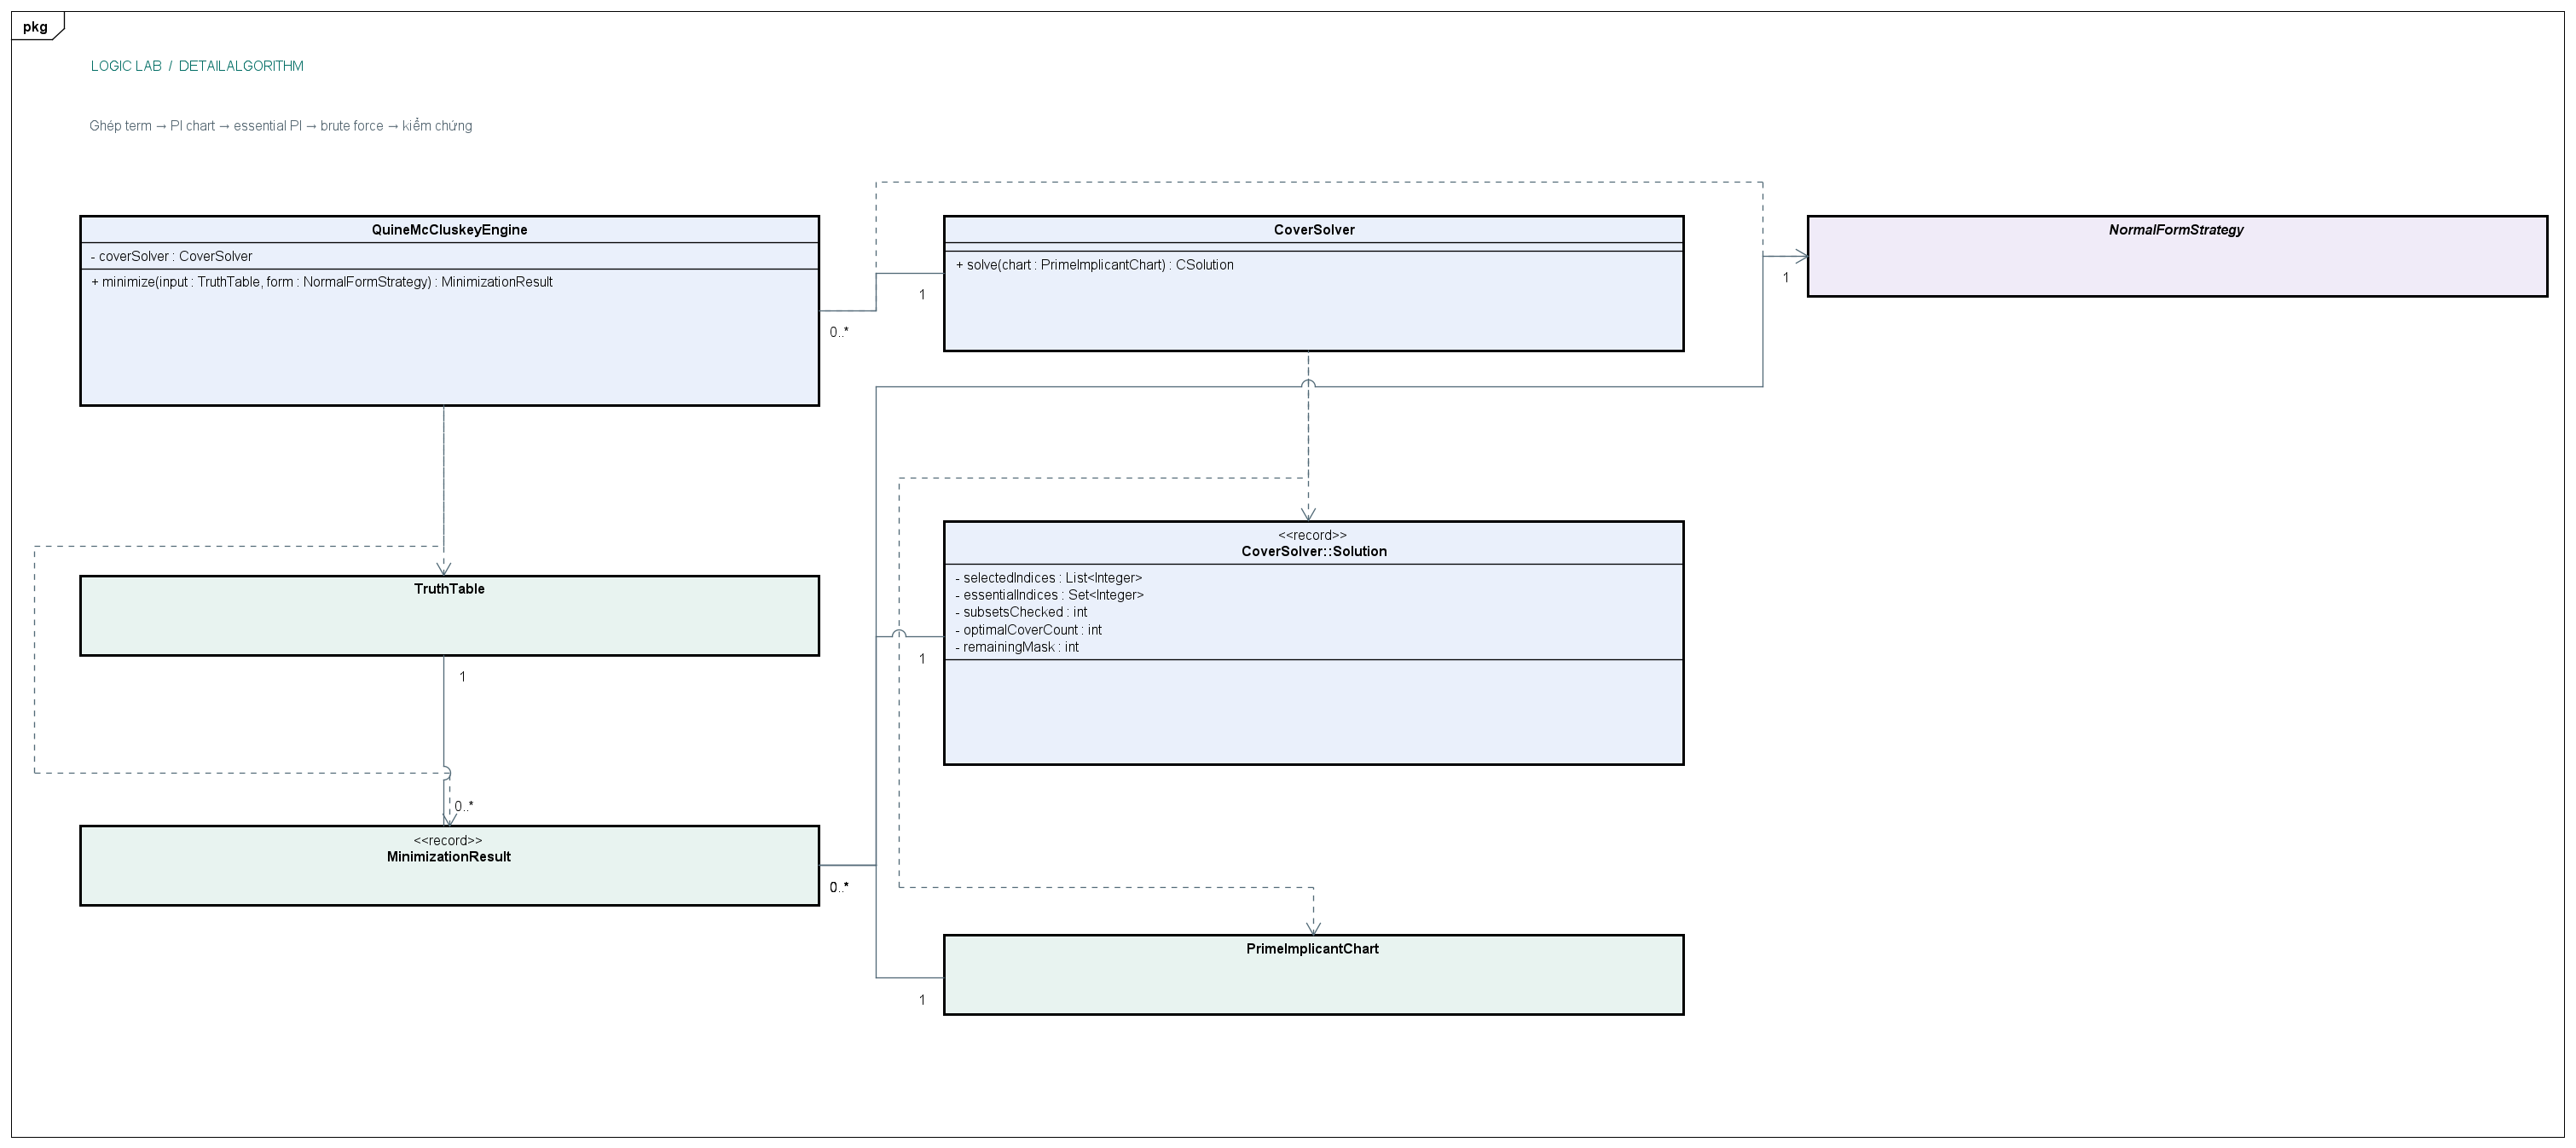 pkg
LOGIC LAB / DETAILALGORITHM
Ghép term → PI chart → essential PI → brute force → kiểm chứng
QuineMcCluskeyEngine
- coverSolver : CoverSolver
+ minimize(input : TruthTable, form : NormalFormStrategy) : MinimizationResult
0..*
1
CoverSolver
+ solve(chart : PrimeImplicantChart) : CSolution
NormalFormStrategy
1
<<record>>
CoverSolver::Solution
- selectedIndices : List<Integer>
- essentialIndices : Set<Integer>
- subsetsChecked : int
- optimalCoverCount : int
- remainingMask : int
1
TruthTable
1
0..*
<<record>>
MinimizationResult
0..*
PrimeImplicantChart
1